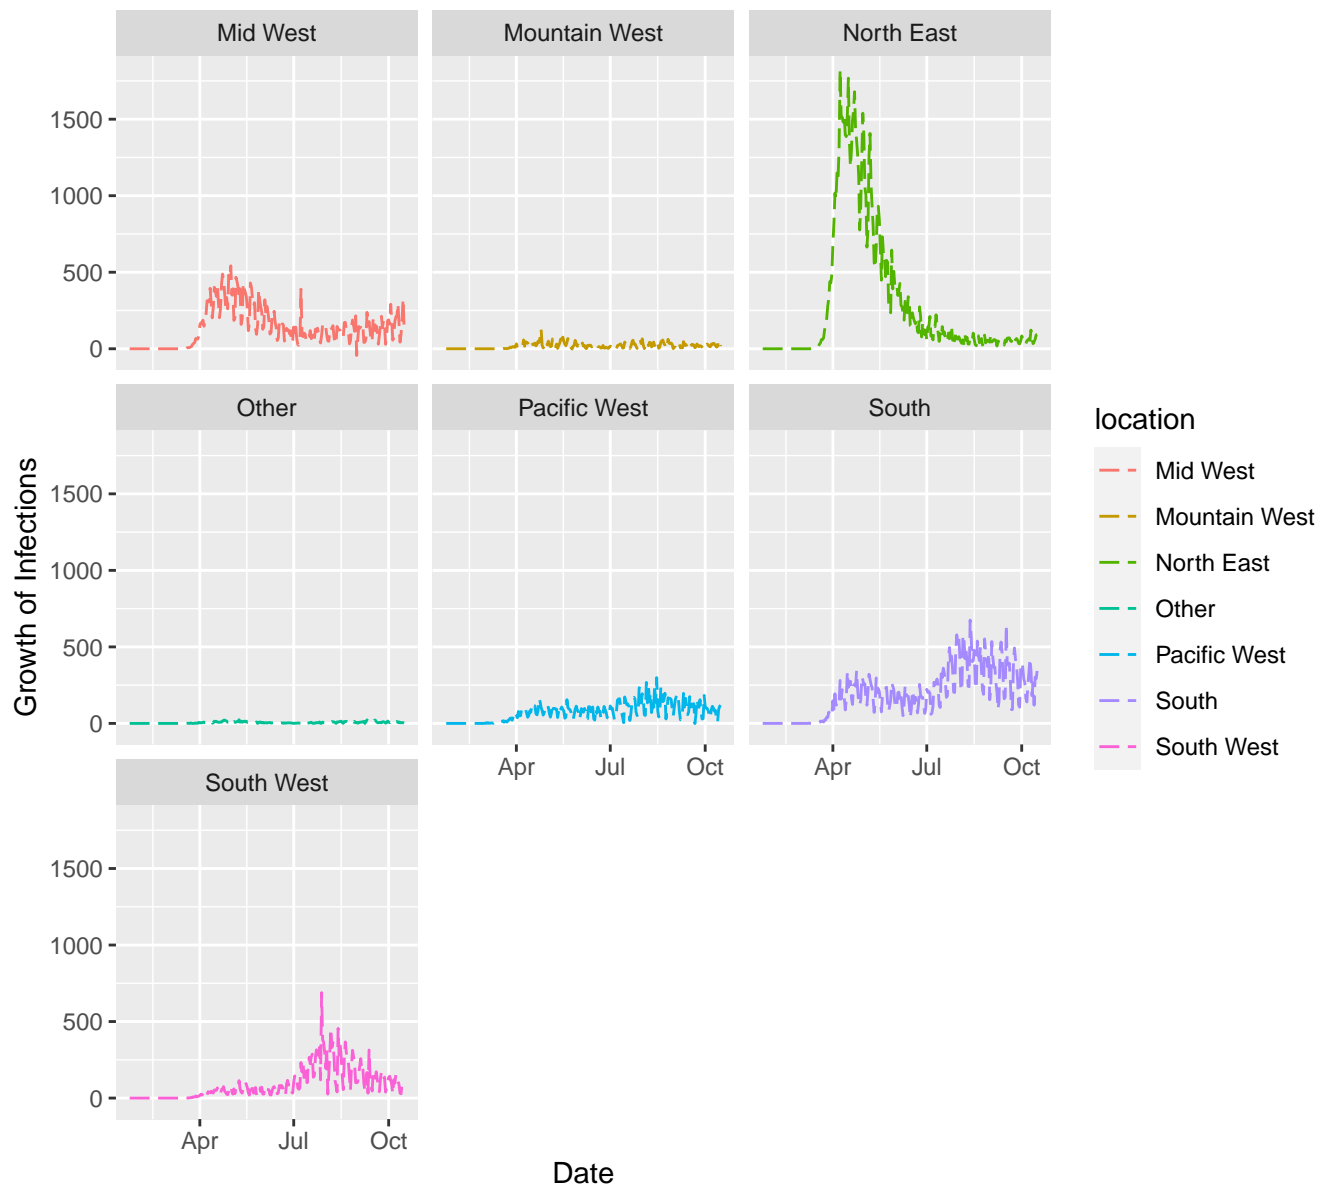 Mid West
Mountain West
North East
1500
1000
500
0
Other
Pacific West
South
1500
1000
500
0
Apr
Jul
Oct
Apr
Jul
Oct
South West
1500
1000
500
0
Apr
Jul
Oct
Growth of Infections
Date
location
Mid West
Mountain West
North East
Other
Pacific West
South
South West